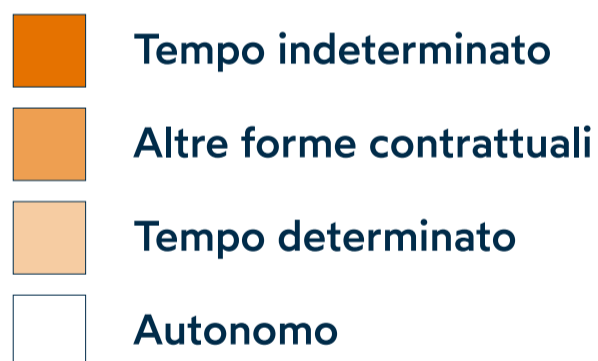 Tempo indeterminato
Altre forme contrattuali
Tempo determinato
Autonomo